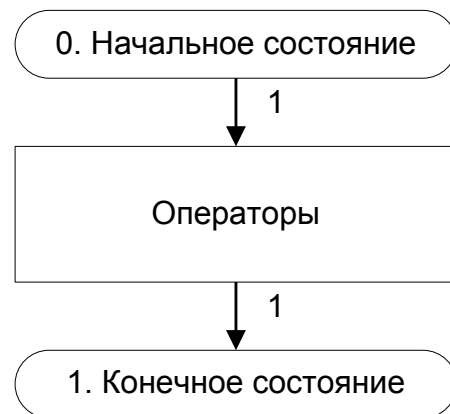 0. Начальное состояние
1
Операторы
1
1. Конечное состояние